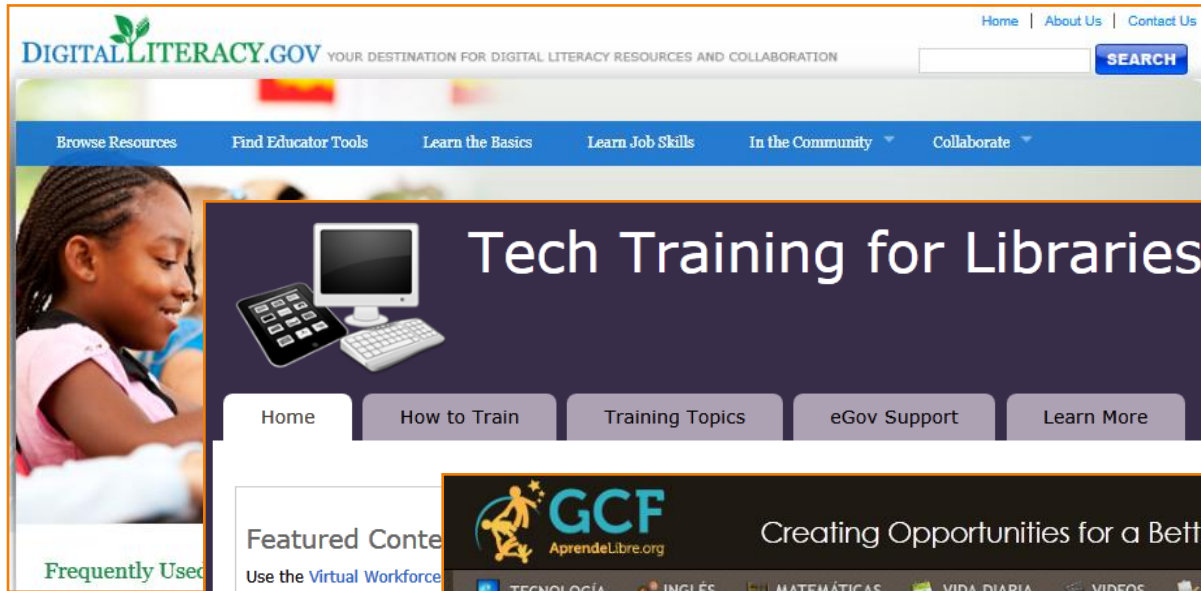 Home | About Us | Contact Us
DIGITALLITERACY.GOV YOUR DESTINATION FOR DIGITAL LITERACY RESOURCES AND COLLABORATION
SEARCH
Browse Resources Find Educator Tools Learn the Basics Learn Job Skills In the Community Collaborate
Tech Training for Libraries
Home How to Train Training Topics eGov Support Learn More
Featured Conte
Use the Virtual Workforce
Frequently Used
GCF
AprendeLibre.org
Creating Opportunities for a Bett
TECNOLOGÍA INGLÉS MATEMÁTICAS VIDA DIARIA VIDEOS